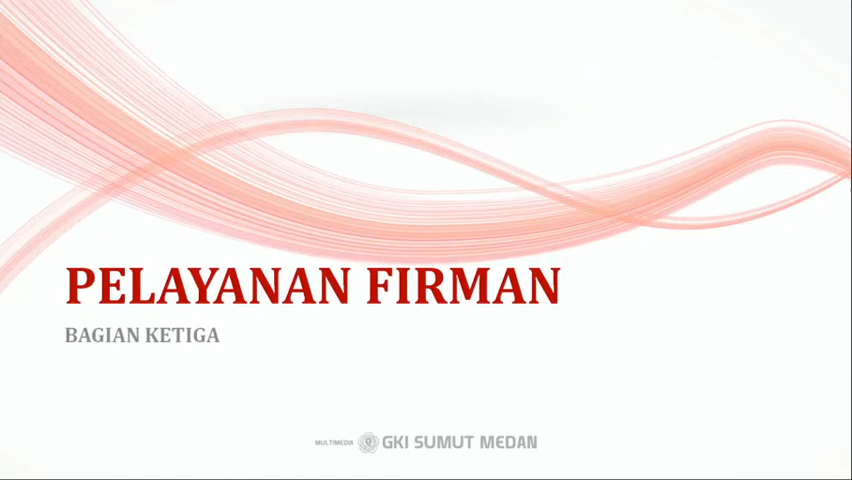 PELAYANAN FIRMAN
BAGIAN KETIGA
MULTIMEDIA GKI SUMUT MEDAN